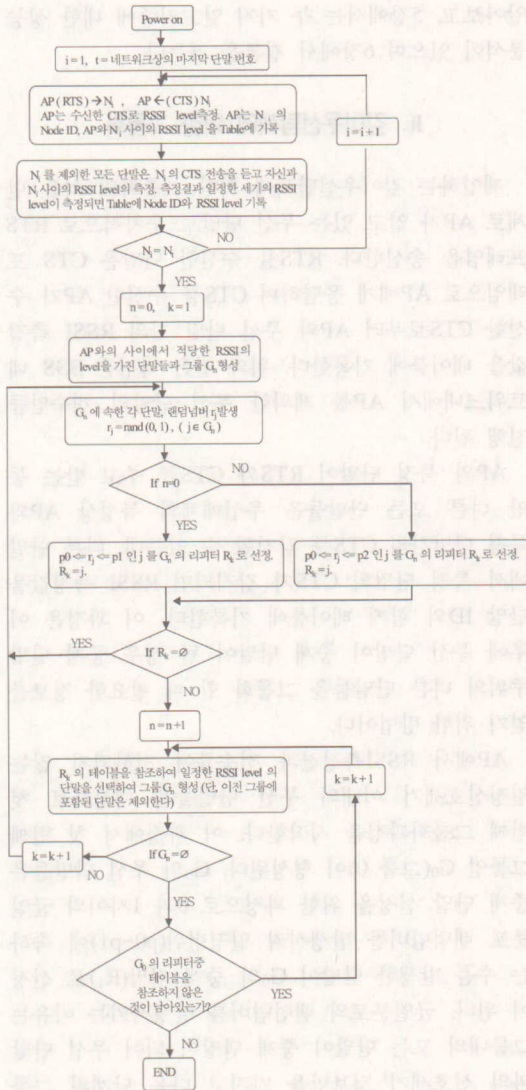 Power on
i = 1, t = 네트워크상의 마지막 단말 번호
AP (RTS) → Ni , AP ← (CTS) Ni
AP는 수신한 CTS로 RSSI level측정. AP는 Ni 의
Node ID, AP와 Ni 사이의 RSSI level 을 Table에 기록
i = i+1
Ni 를 제외한 모든 단말은 Ni 의 CTS 전송을 듣고 자신과
Ni 사이의 RSSI level의 측정. 측정결과 일정한 세기의 RSSI
level이 측정되면 Table에 Node ID와 RSSI level 기록
NO
YES
n = 0, k = 1
AP와의 사이에서 적당한 RSSI의
level을 가진 단말들과 그룹 Gn 형성
Gn 에 속한 각 단말, 랜덤넘버 rj 발생
rj = rand (0, 1) , ( j ∈ Gn )
NO
If n=0
YES
p0 <= rj <= p1 인 j 를 Gn 의 리피터 Rk 로 선정.
Rk = j.
p0 <= rj <= p2 인 j 를 Gn 의 리피터 Rk 로 선정.
Rk = j.
YES
If Rk = ∅
NO
n = n+1
Rk 의 테이블을 참조하여 일정한 RSSI level 의
단말을 선택하여 그룹 Gn 형성 (단, 이전 그룹에
포함된 단말은 제외한다)
k = k+1
k = k+1
If Gn = ∅
NO
YES
Gn 의 리피터중
테이블을
참조하지 않은
것이 남아있는가?
YES
NO
END